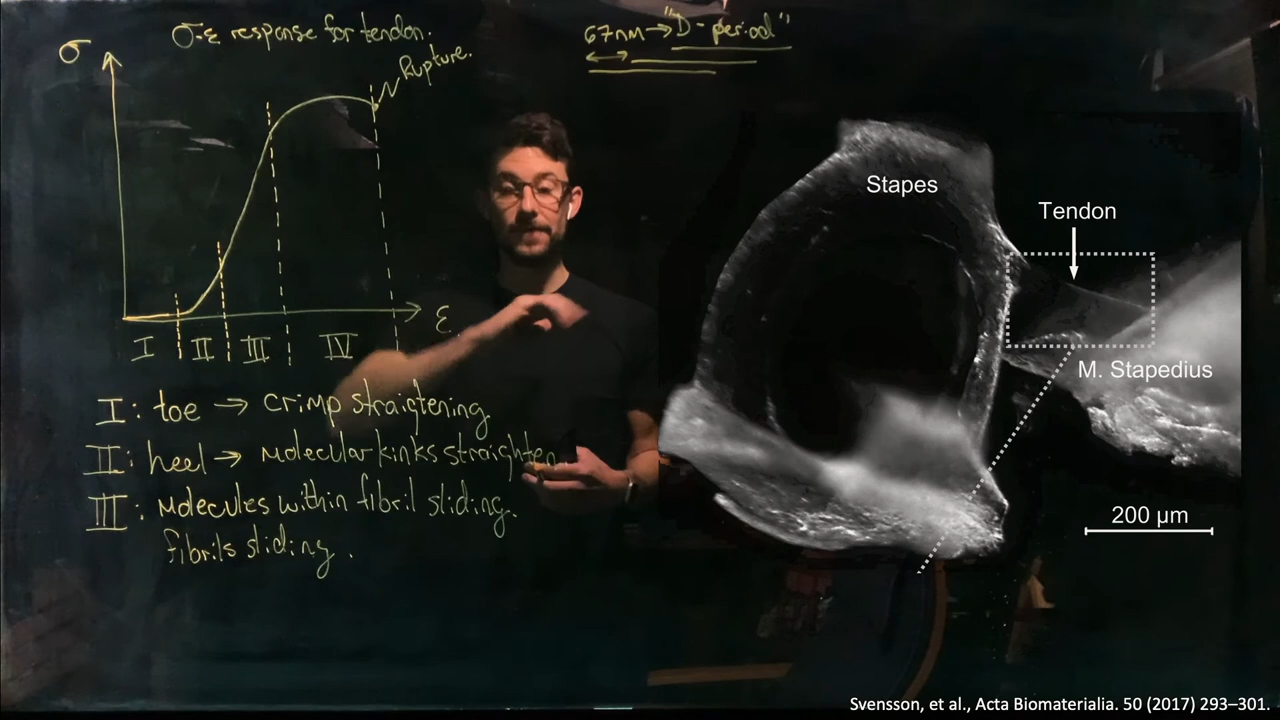 σ-ε response for tendon.
σ
Rupture.
ε
I II III IV
I: toe → crimp straigtening.
II: heel → molecular kinks straighten
III: Molecules within fibril sliding.
fibrils sliding.
67nm → "D-period"
Stapes
Tendon
M. Stapedius
200 µm
Svensson, et al., Acta Biomaterialia. 50 (2017) 293–301.